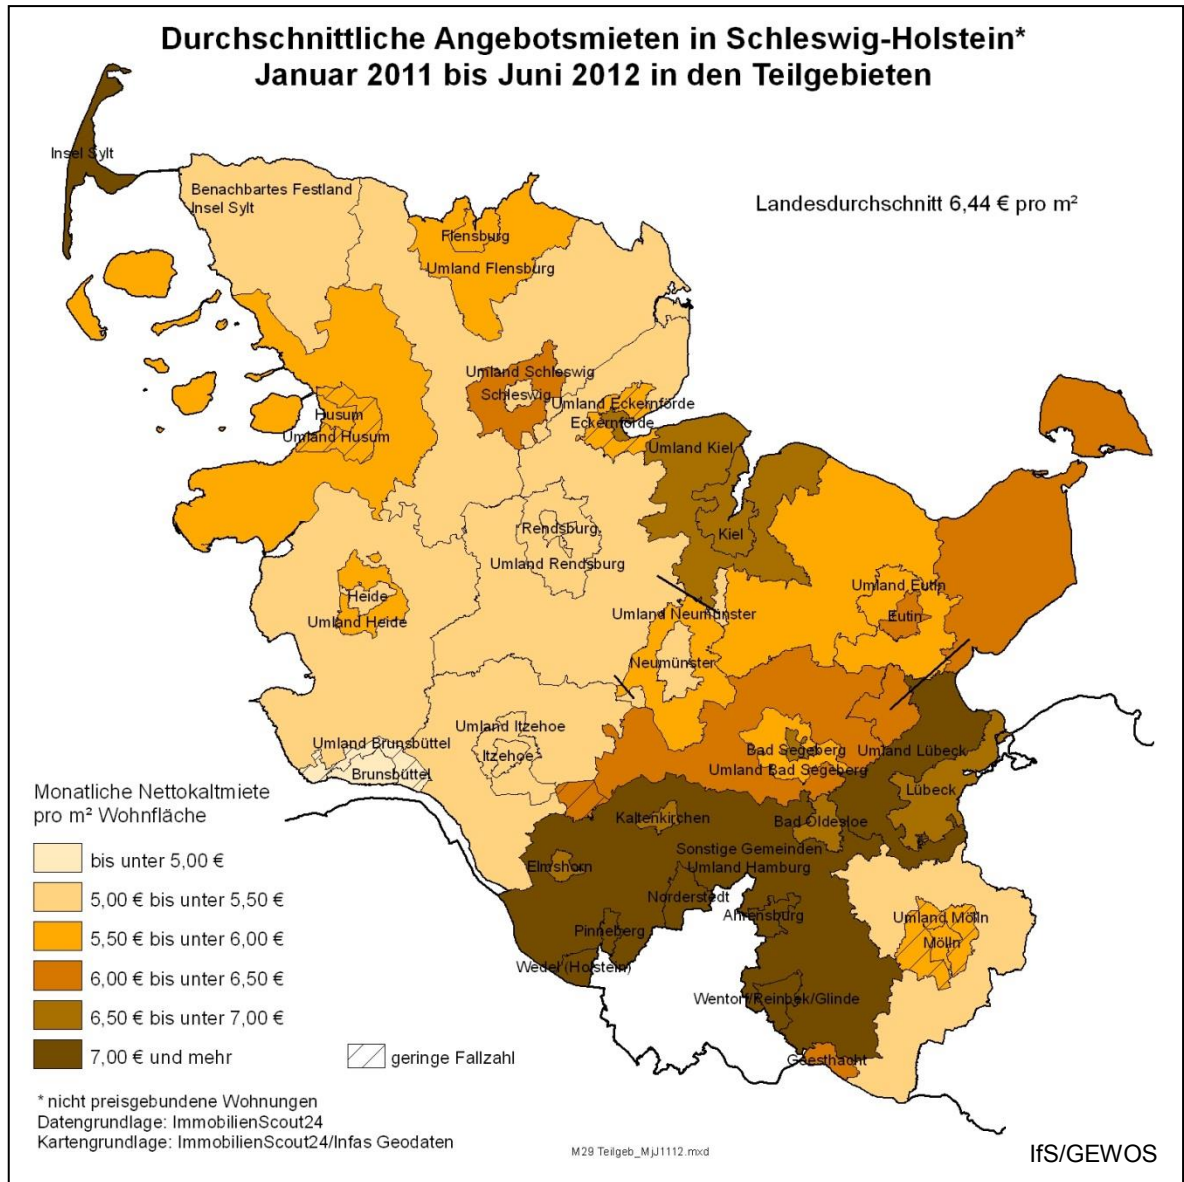 Durchschnittliche Angebotsmieten in Schleswig-Holstein*
Januar 2011 bis Juni 2012 in den Teilgebieten
Insel Sylt
Benachbartes Festland
Insel Sylt
Landesdurchschnitt 6,44 € pro m²
Flensburg
Umland Flensburg
Umland Schleswig
Schleswig
Umland Eckernförde
Eckernförde
Husum
Umland Husum
Umland Kiel
Kiel
Rendsburg
Umland Rendsburg
Heide
Umland Heide
Umland Eutin
Eutin
Umland Neumünster
Neumünster
Umland Itzehoe
Itzehoe
Umland Brunsbüttel
Brunsbüttel
Bad Segeberg
Umland Bad Segeberg
Umland Lübeck
Lübeck
Kaltenkirchen
Bad Oldesloe
Sonstige Gemeinden
Umland Hamburg
Elmshorn
Norderstedt
Ahrensburg
Pinneberg
Wedel (Holstein)
Umland Mölln
Mölln
Wentorf/Reinbek/Glinde
Geesthacht
Monatliche Nettokaltmiete
pro m² Wohnfläche
bis unter 5,00 €
5,00 € bis unter 5,50 €
5,50 € bis unter 6,00 €
6,00 € bis unter 6,50 €
6,50 € bis unter 7,00 €
7,00 € und mehr
geringe Fallzahl
* nicht preisgebundene Wohnungen
Datengrundlage: ImmobilienScout24
Kartengrundlage: ImmobilienScout24/Infas Geodaten
M29 Teilgeb_MjJ1112.mxd
IfS/GEWOS